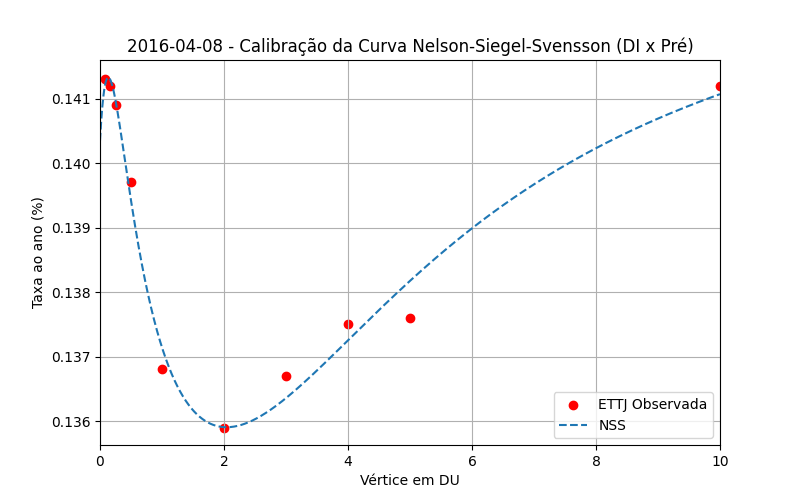 2016-04-08 - Calibração da Curva Nelson-Siegel-Svensson (DI x Pré)
Taxa ao ano (%)
0.141
0.140
0.139
0.138
0.137
0.136
0 2 4 6 8 10
Vértice em DU
ETTJ Observada
NSS